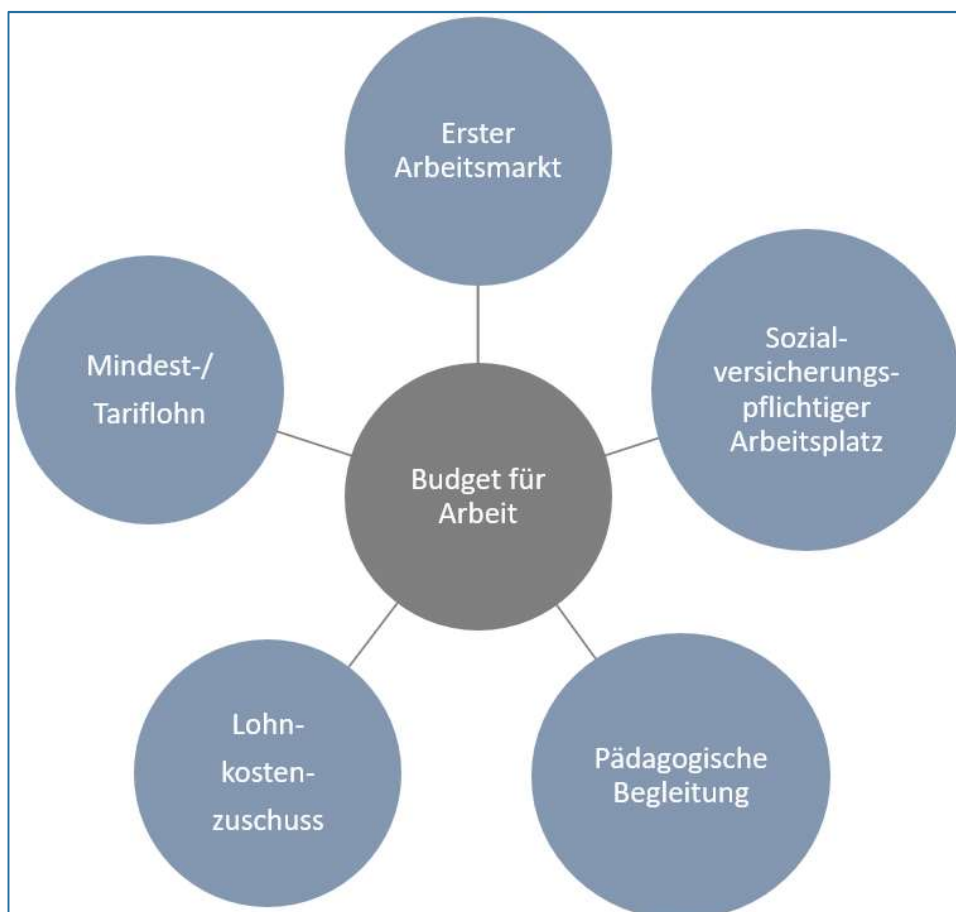 Erster
Arbeitsmarkt
Sozial-
versicherungs-
pflichtiger
Arbeitsplatz
Pädagogische
Begleitung
Lohn-
kosten-
zuschuss
Mindest-/
Tariflohn
Budget für
Arbeit